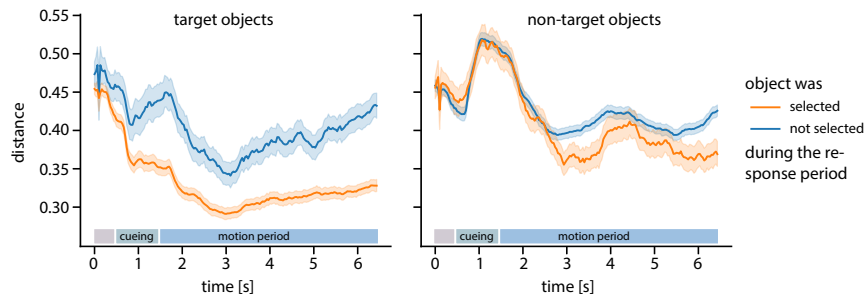 target objects
non-target objects
0.55
0.50
0.45
0.40
0.35
0.30
distance
cueing
motion period
0 1 2 3 4 5 6
time [s]
cueing
motion period
0 1 2 3 4 5 6
time [s]
object was
selected
not selected
during the re-
sponse period